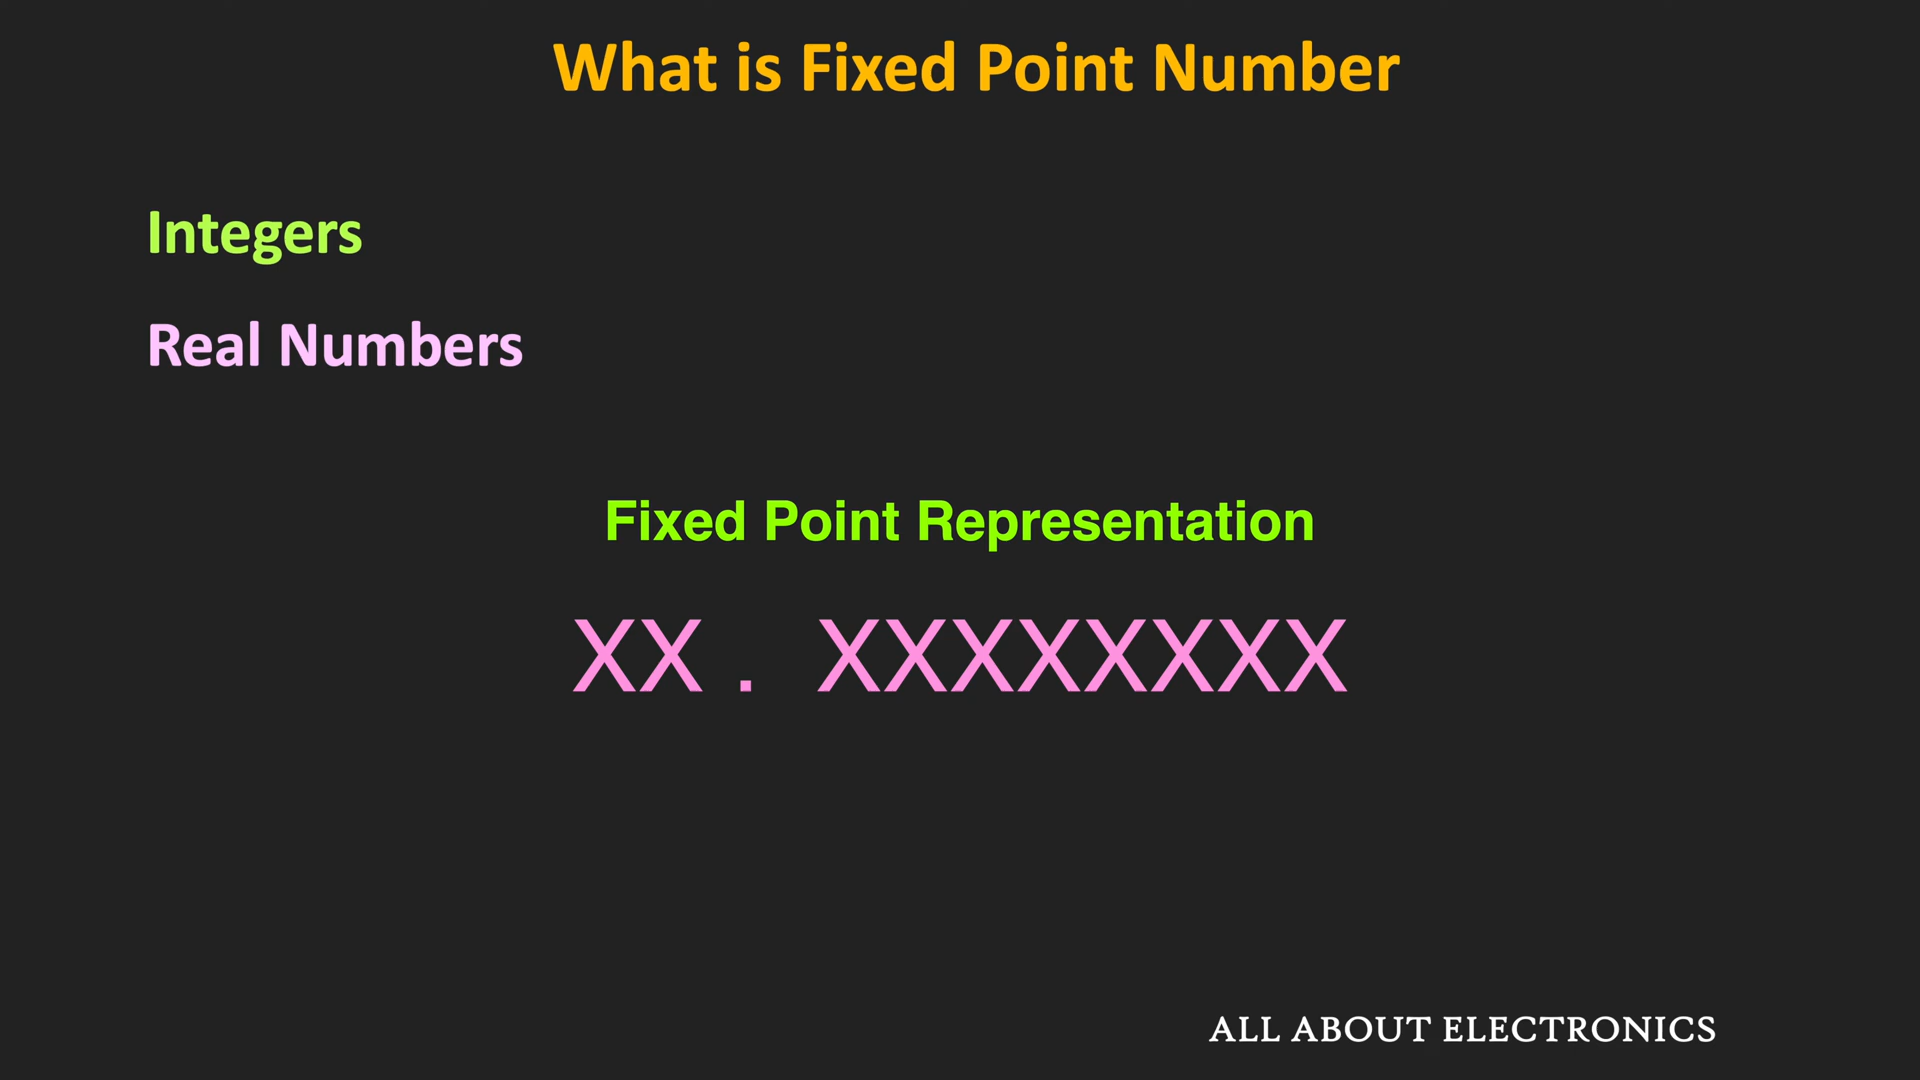 What is Fixed Point Number
Integers
Real Numbers
Fixed Point Representation
XX . XXXXXXXX
ALL ABOUT ELECTRONICS